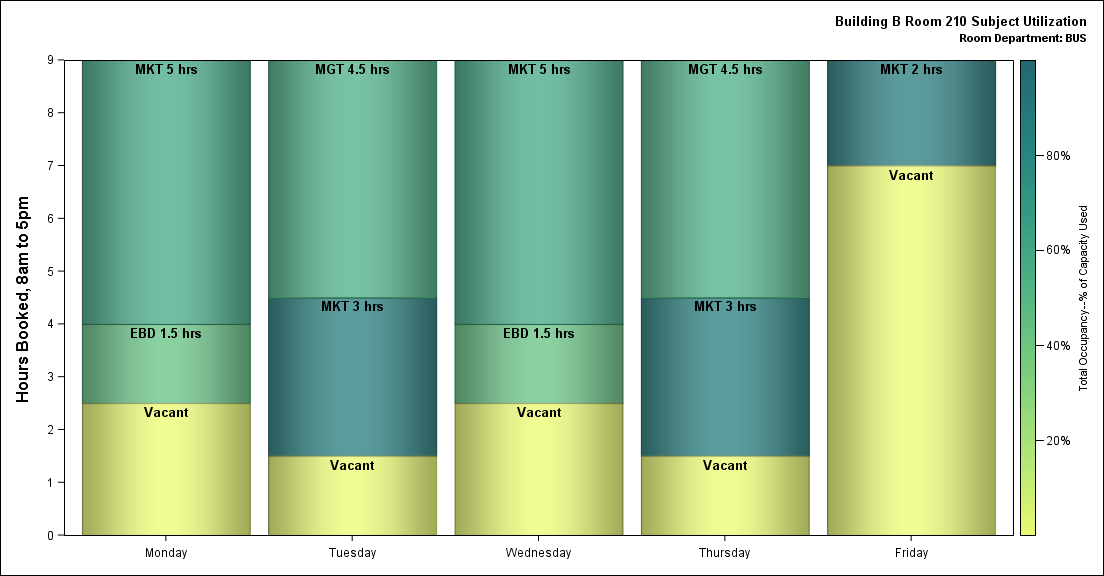 Building B Room 210 Subject Utilization
Room Department: BUS
Hours Booked, 8am to 5pm
9
8
7
6
5
4
3
2
1
0
MKT 5 hrs
EBD 1.5 hrs
Vacant
MGT 4.5 hrs
MKT 3 hrs
Vacant
MKT 5 hrs
EBD 1.5 hrs
Vacant
MGT 4.5 hrs
MKT 3 hrs
Vacant
MKT 2 hrs
Vacant
Monday
Tuesday
Wednesday
Thursday
Friday
80%
60%
40%
20%
Total Occupancy--% of Capacity Used